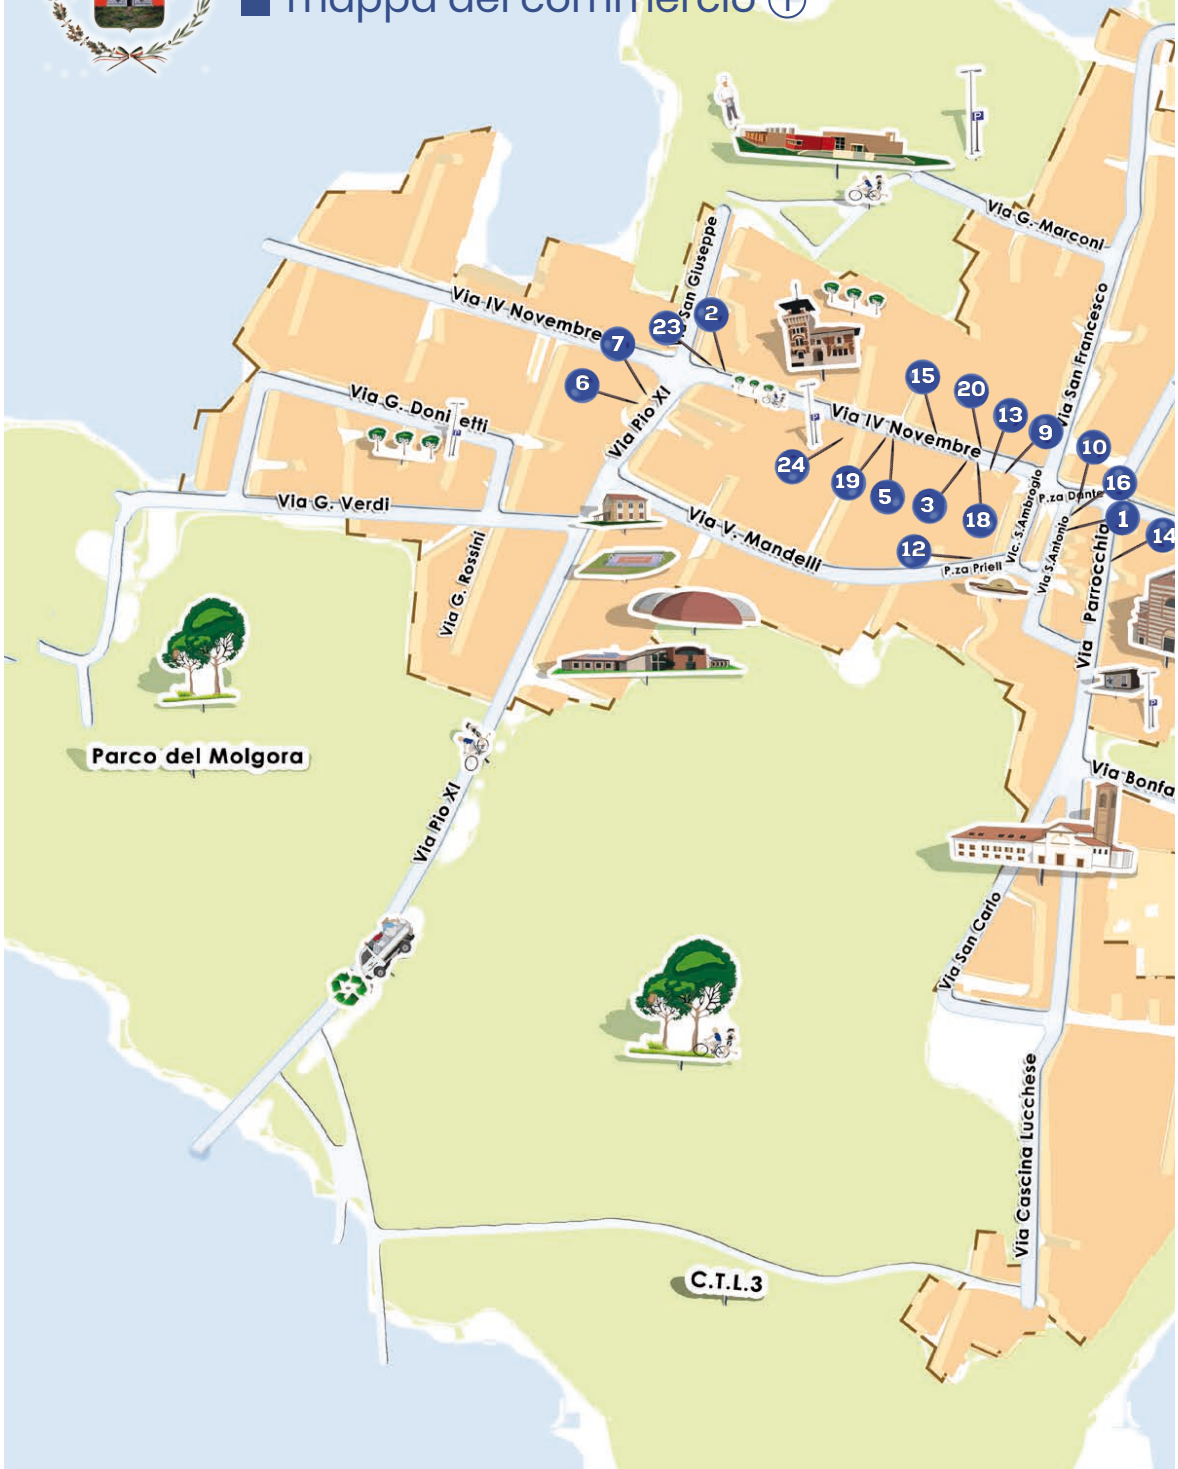 mappa del commercio
P
Via G. Marconi
San Giuseppe
Via San Francesco
Via IV Novembre
2
23
7
6
15
20
13
9
10
16
1
14
Via G. Donizetti
P
Via Pio XI
P
Via IV Novembre
24
19
5
3
18
12
P.za Dante
Vic. S.Ambrogio
Via S.Antonio
P.za Prieli
Via G. Verdi
Via V. Mandelli
Via G. Rossini
Via Parrocchia
P
Parco del Molgora
Via Bonfa
Via Pio XI
Via San Carlo
Via Cascina Lucchese
C.T.L.3